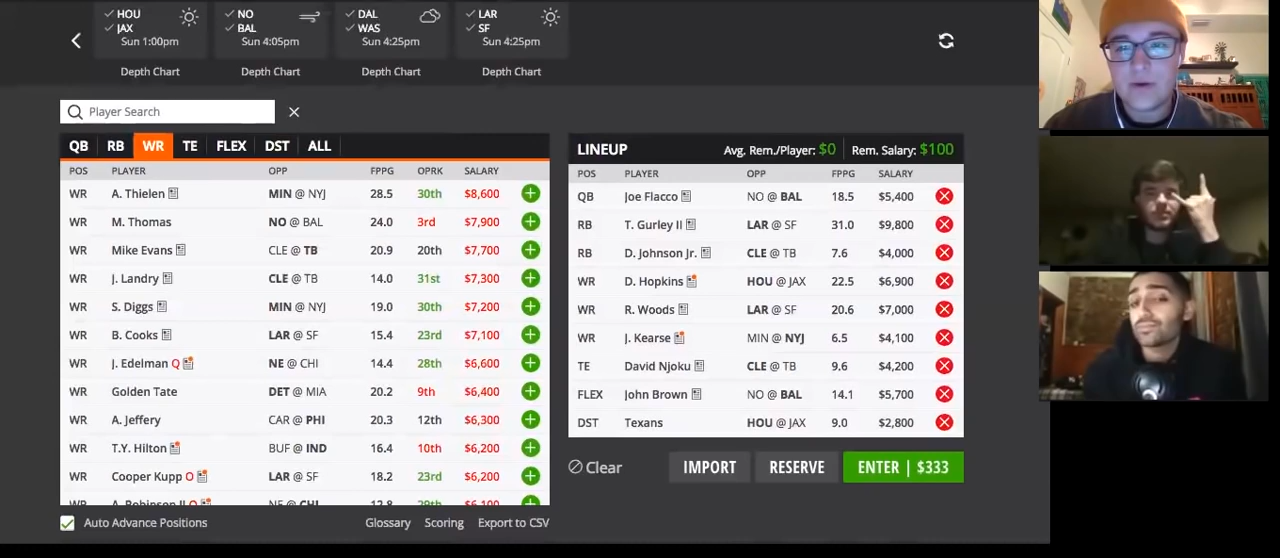 HOU
JAX
Sun 1:00pm
Depth Chart
NO
BAL
Sun 4:05pm
Depth Chart
DAL
WAS
Sun 4:25pm
Depth Chart
LAR
SF
Sun 4:25pm
Depth Chart
Player Search
QB RB WR TE FLEX DST ALL
POS PLAYER OPP FPPG OPRK SALARY
WR A. Thielen MIN @ NYJ 28.5 30th $8,600
WR M. Thomas NO @ BAL 24.0 3rd $7,900
WR Mike Evans CLE @ TB 20.9 20th $7,700
WR J. Landry CLE @ TB 14.0 31st $7,300
WR S. Diggs MIN @ NYJ 19.0 30th $7,200
WR B. Cooks LAR @ SF 15.4 23rd $7,100
WR J. Edelman Q NE @ CHI 14.4 28th $6,600
WR Golden Tate DET @ MIA 20.2 9th $6,400
WR A. Jeffery CAR @ PHI 20.3 12th $6,300
WR T.Y. Hilton BUF @ IND 16.4 10th $6,200
WR Cooper Kupp O LAR @ SF 18.2 23rd $6,200
WR A. Robinson II Q NE @ CHI 12.8 29th $6,100
Auto Advance Positions Glossary Scoring Export to CSV
LINEUP Avg. Rem./Player: $0 Rem. Salary: $100
POS PLAYER OPP FPPG SALARY
QB Joe Flacco NO @ BAL 18.5 $5,400
RB T. Gurley II LAR @ SF 31.0 $9,800
RB D. Johnson Jr. CLE @ TB 7.6 $4,000
WR D. Hopkins HOU @ JAX 22.5 $6,900
WR R. Woods LAR @ SF 20.6 $7,000
WR J. Kearse MIN @ NYJ 6.5 $4,100
TE David Njoku CLE @ TB 9.6 $4,200
FLEX John Brown NO @ BAL 14.1 $5,700
DST Texans HOU @ JAX 9.0 $2,800
Clear IMPORT RESERVE ENTER | $333